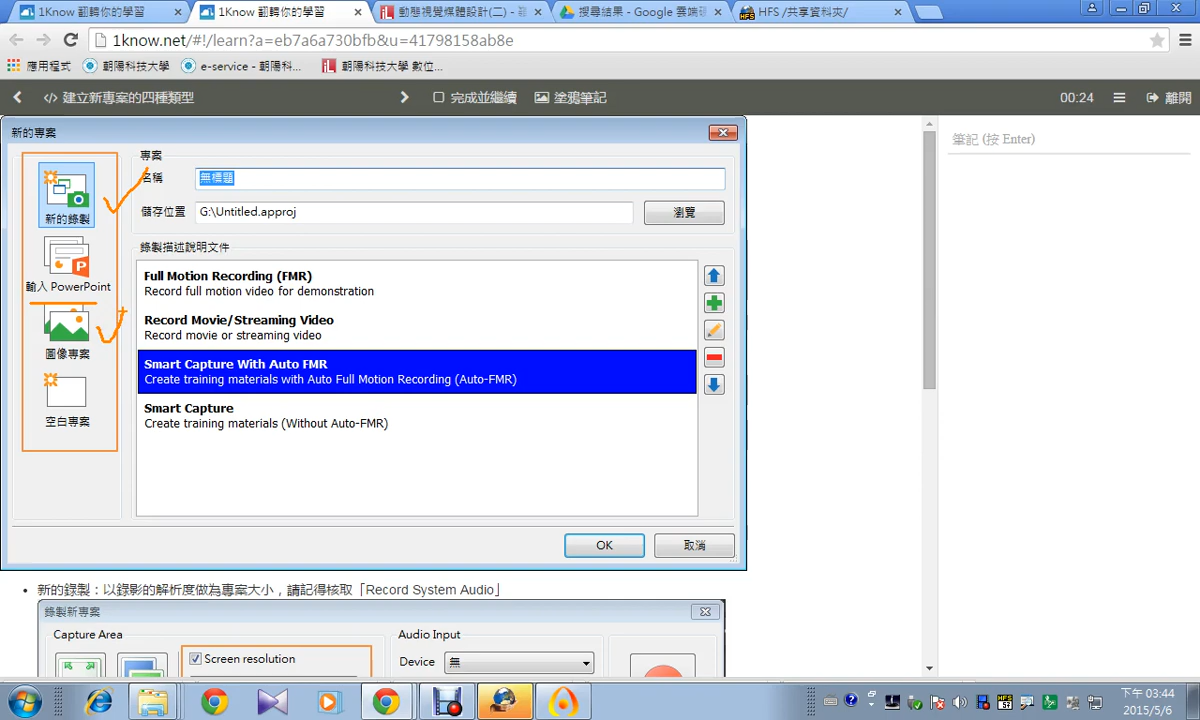 1Know 翻轉你的學習
1Know 翻轉你的學習
動態視覺媒體設計(二) -
搜尋結果 - Google 雲端
HFS /共享資料夾/
1know.net/#!/learn?a=eb7a6a730bfb&u=41798158ab8e
應用程式
朝陽科技大學
e-service - 朝陽科...
朝陽科技大學 數位...
</> 建立新專案的四種類型
完成並繼續
塗鴉筆記
00:24
離開
筆記 (按 Enter)
新的專案
新的錄製
輸入 PowerPoint
圖像專案
空白專案
專案
名稱
無標題
儲存位置
G:\Untitled.approj
瀏覽
錄製描述說明文件
Full Motion Recording (FMR)
Record full motion video for demonstration
Record Movie/Streaming Video
Record movie or streaming video
Smart Capture With Auto FMR
Create training materials with Auto Full Motion Recording (Auto-FMR)
Smart Capture
Create training materials (Without Auto-FMR)
OK
取消
• 新的錄製：以錄影的解析度做為專案大小，請記得核取「Record System Audio」
錄製新專案
Capture Area
Screen resolution
Audio Input
Device
無
下午 03:44
2015/5/6